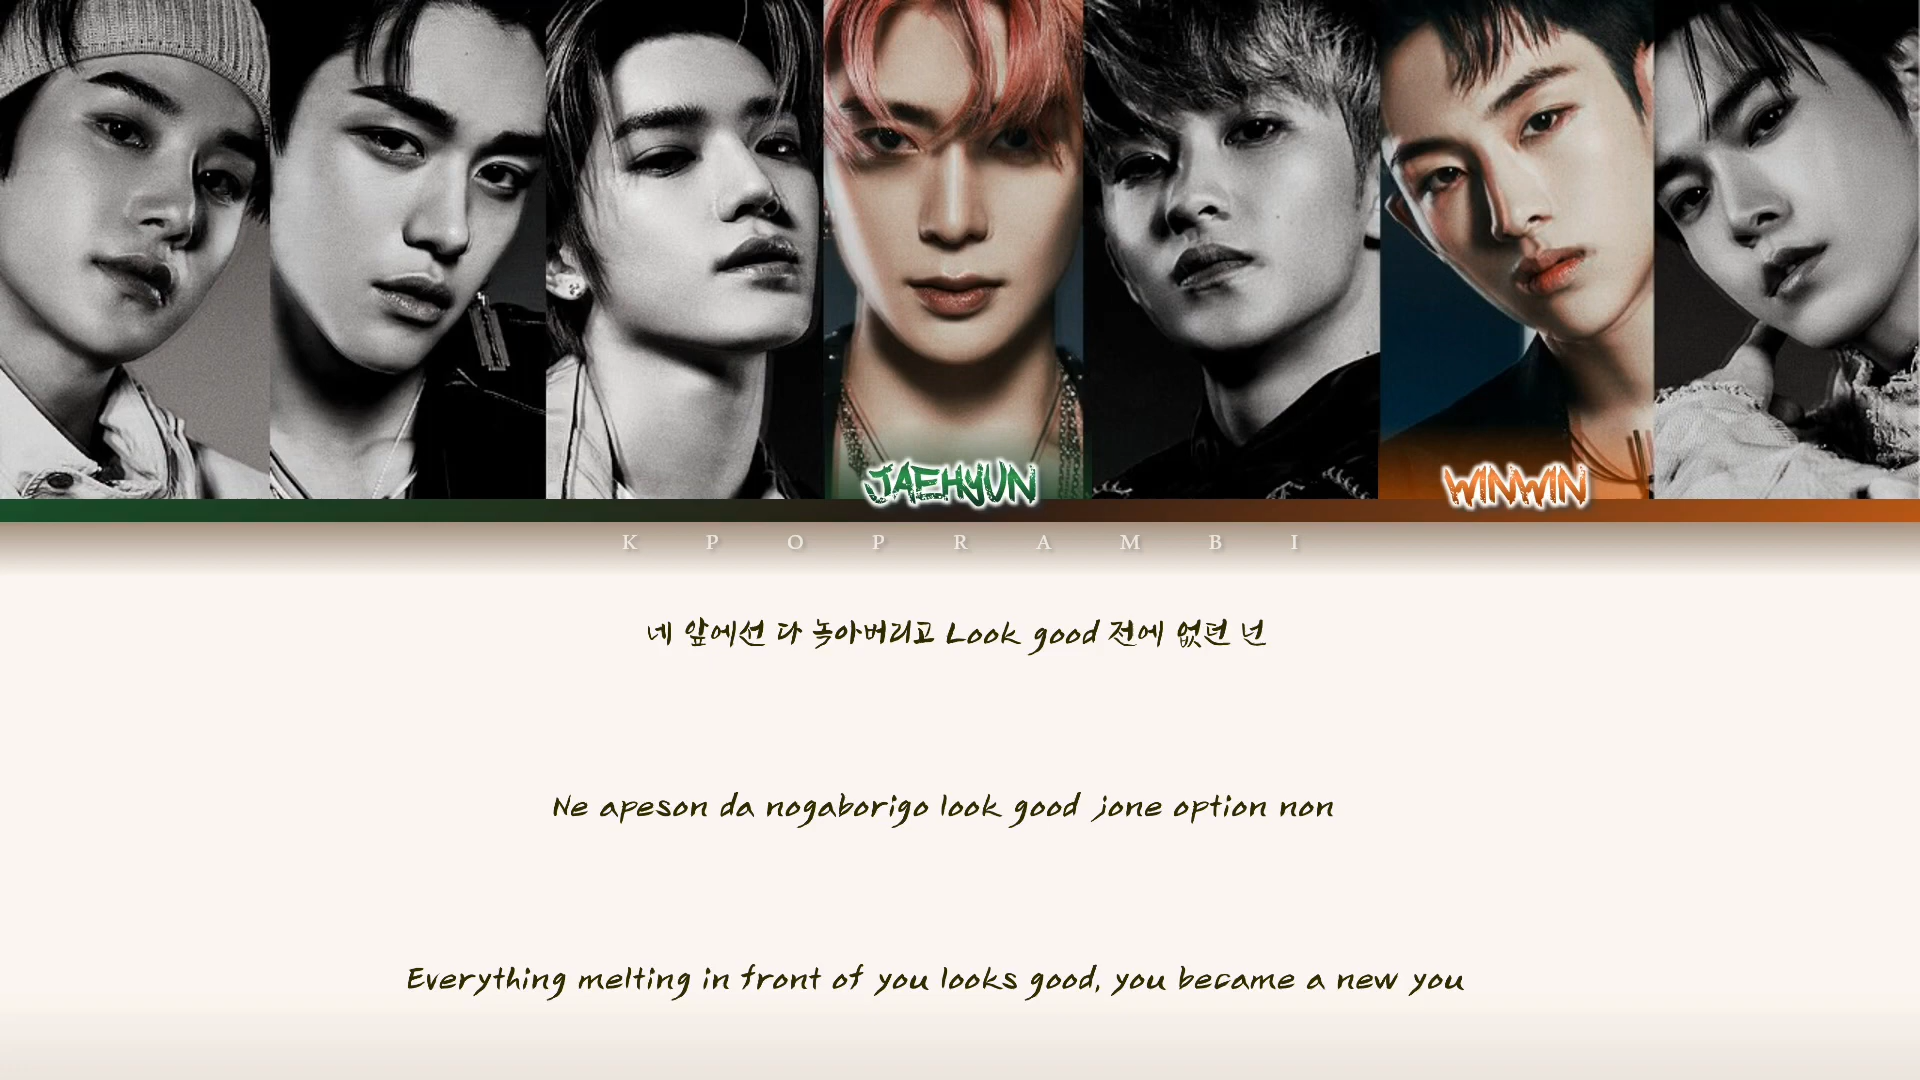 JAEHYUN
WINWIN
K P O P R A M B I
네 앞에선 다 녹아버리고 Look good 전에 없던 넌
Ne apeson da nogaborigo look good jone option non
Everything melting in front of you looks good, you became a new you